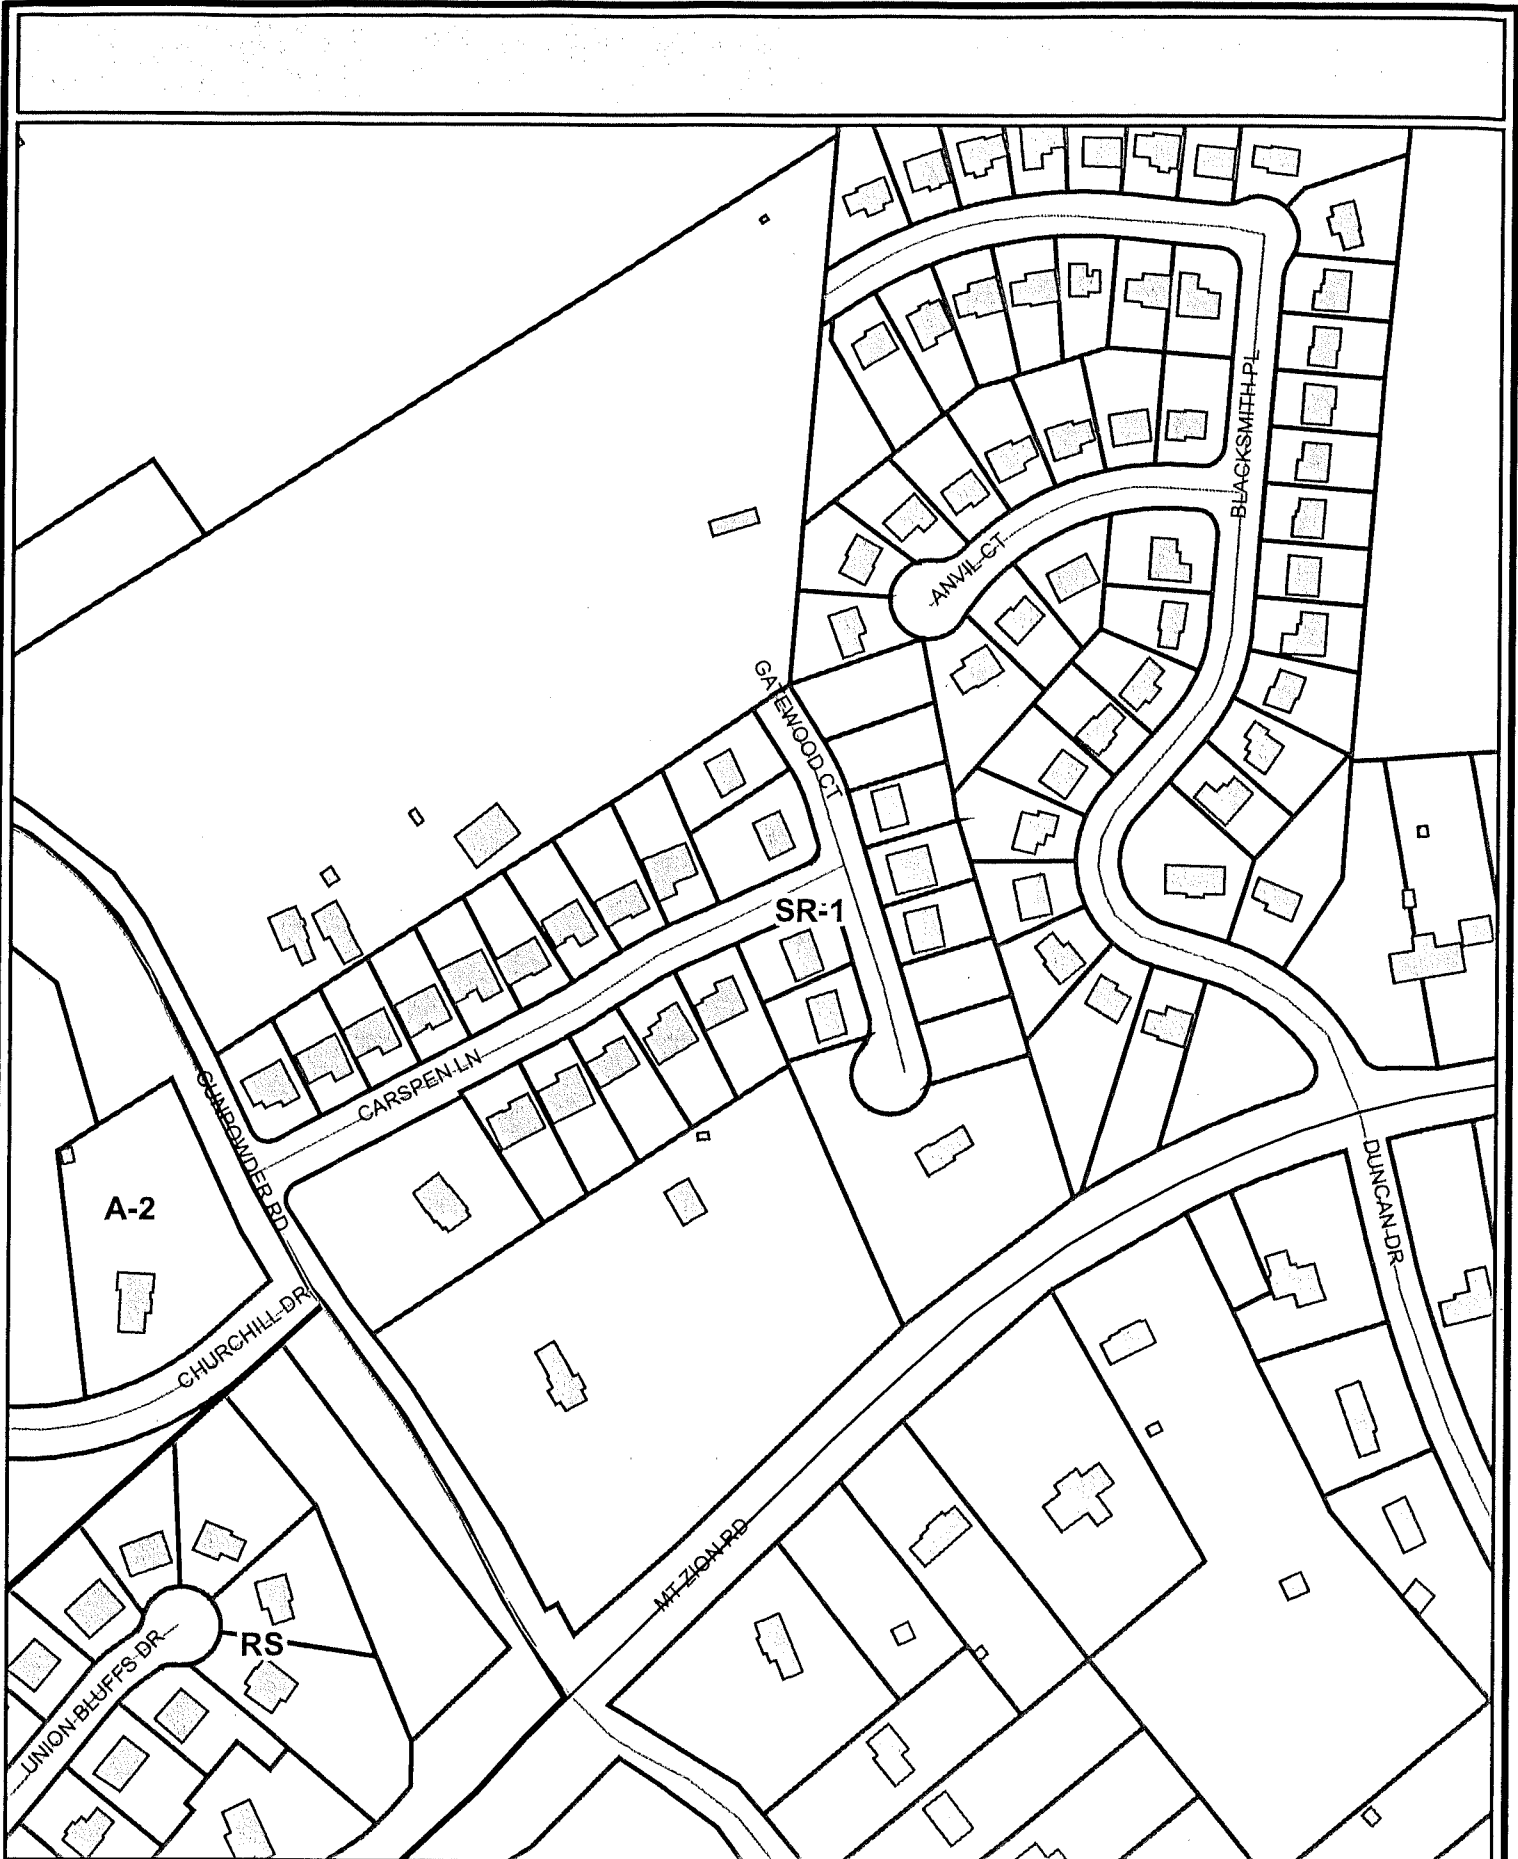 BLACKSMITH PL
ANVIL CT
GATEWOOD CT
SR-1
CARSPEN LN
GUNPOWDER RD
A-2
DUNCAN DR
CHURCHILL DR
MT ZION RD
RS
UNION BLUFFS DR